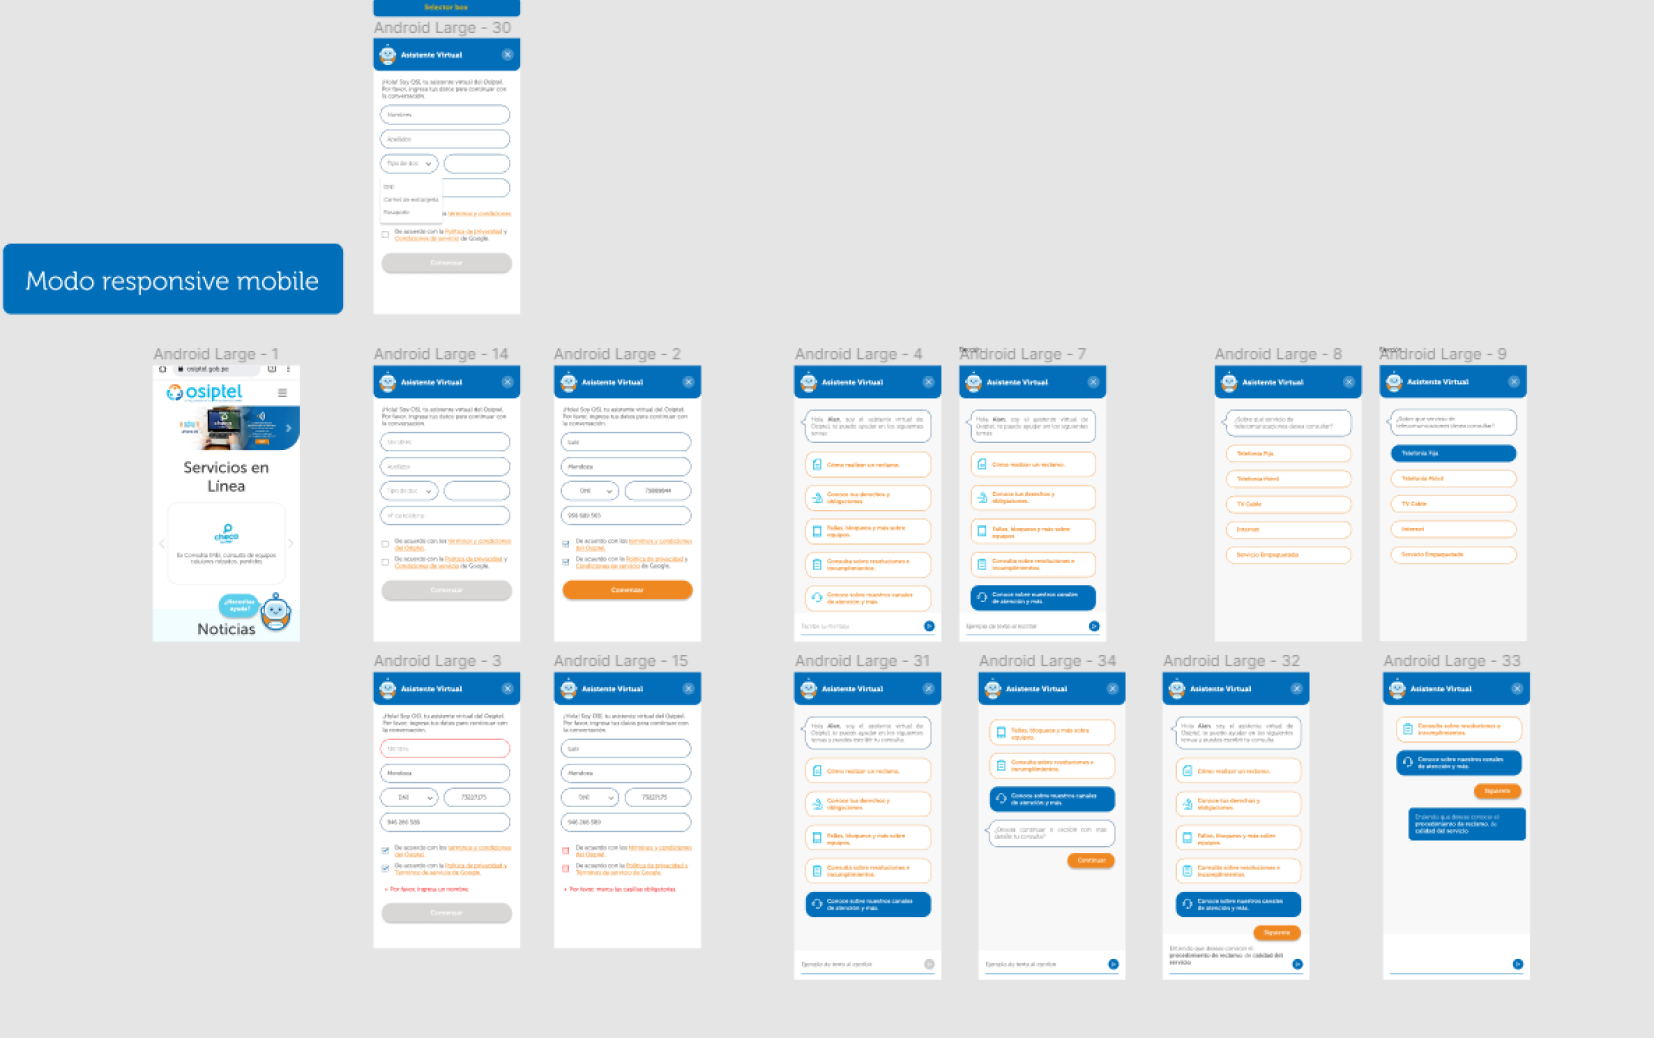 Selector box
Android Large - 30
Asistente Virtual
¡Hola! Soy OSI, tu asistente virtual del Osiptel.
Por favor, ingresa tus datos para continuar con
la conversación.
Nombres
Apellidos
Tipo de doc
DNI
Carnet de extranjería
Pasaporte
términos y condiciones
De acuerdo con la Política de privacidad y
Condiciones de servicio de Google.
Comenzar
Modo responsive mobile
Android Large - 1
osiptel.gob.pe
osiptel
Servicios en
Línea
checa
Noticias
¿Necesitas
ayuda?
Android Large - 14
Asistente Virtual
¡Hola! Soy OSI, tu asistente virtual del Osiptel.
Por favor, ingresa tus datos para continuar con
la conversación.
Nombres
Apellidos
Tipo de doc
De acuerdo con los términos y condiciones
del Osiptel.
De acuerdo con la Política de privacidad y
Condiciones de servicio de Google.
Comenzar
Android Large - 2
Asistente Virtual
¡Hola! Soy OSI, tu asistente virtual del Osiptel.
Por favor, ingresa tus datos para continuar con
la conversación.
Mendoza
DNI
De acuerdo con los términos y condiciones
del Osiptel.
De acuerdo con la Política de privacidad y
Condiciones de servicio de Google.
Comenzar
Android Large - 4
Asistente Virtual
Hola Alan, soy el asistente virtual de
Osiptel, te puedo ayudar en los siguientes
temas
Cómo realizar un reclamo.
Conoce tus derechos y
obligaciones.
Fallas, bloqueos y más sobre
equipos.
Consulta sobre resoluciones e
incumplimientos.
Conoce sobre nuestros canales
de atención y más.
Android Large - 7
Asistente Virtual
Hola Alan, soy el asistente virtual de
Osiptel, te puedo ayudar en los siguientes
temas
Cómo realizar un reclamo.
Conoce tus derechos y
obligaciones.
Fallas, bloqueos y más sobre
equipos.
Consulta sobre resoluciones e
incumplimientos.
Conoce sobre nuestros canales
de atención y más.
Ejemplo de texto al escribir
Android Large - 8
Asistente Virtual
¿Sobre qué servicio de
telecomunicaciones desea consultar?
Telefonía Fija
Telefonía Móvil
TV Cable
Internet
Servicio Empaquetado
Android Large - 9
Asistente Virtual
¿Sobre qué servicio de
telecomunicaciones desea consultar?
Telefonía Fija
Telefonía Móvil
TV Cable
Internet
Servicio Empaquetado
Android Large - 3
Asistente Virtual
¡Hola! Soy OSI, tu asistente virtual del Osiptel.
Por favor, ingresa tus datos para continuar con
la conversación.
Nombres
Mendoza
DNI
De acuerdo con los términos y condiciones
del Osiptel.
De acuerdo con la Política de privacidad y
Términos de servicio de Google.
Por favor, ingresa un nombre.
Comenzar
Android Large - 15
Asistente Virtual
¡Hola! Soy OSI, tu asistente virtual del Osiptel.
Por favor, ingresa tus datos para continuar con
la conversación.
Mendoza
DNI
De acuerdo con los términos y condiciones
del Osiptel.
De acuerdo con la Política de privacidad y
Términos de servicio de Google.
Por favor, marca las casillas obligatorias.
Android Large - 31
Asistente Virtual
Hola Alan, soy el asistente virtual de
Osiptel, te puedo ayudar en los siguientes
temas y puedes escribir tu consulta.
Cómo realizar un reclamo.
Conoce tus derechos y
obligaciones.
Fallas, bloqueos y más sobre
equipos.
Consulta sobre resoluciones e
incumplimientos.
Conoce sobre nuestros canales
de atención y más.
Ejemplo de texto al escribir
Android Large - 34
Asistente Virtual
Fallas, bloqueos y más sobre
equipos.
Consulta sobre resoluciones e
incumplimientos.
Conoce sobre nuestros canales
de atención y más.
¿Desea continuar o escribir con más
detalle tu consulta?
Continuar
Ejemplo de texto al escribir
Android Large - 32
Asistente Virtual
Hola Alan, soy el asistente virtual de
Osiptel, te puedo ayudar en los siguientes
temas y puedes escribir tu consulta.
Cómo realizar un reclamo.
Conoce tus derechos y
obligaciones.
Fallas, bloqueos y más sobre
equipos.
Consulta sobre resoluciones e
incumplimientos.
Conoce sobre nuestros canales
de atención y más.
Siguiente
Entiendo que deseas conocer el
procedimiento de reclamo, de calidad del
servicio
Android Large - 33
Asistente Virtual
Consulta sobre resoluciones e
incumplimientos.
Conoce sobre nuestros canales
de atención y más.
Siguiente
Entiendo que deseas conocer el
procedimiento de reclamo, de
calidad del servicio